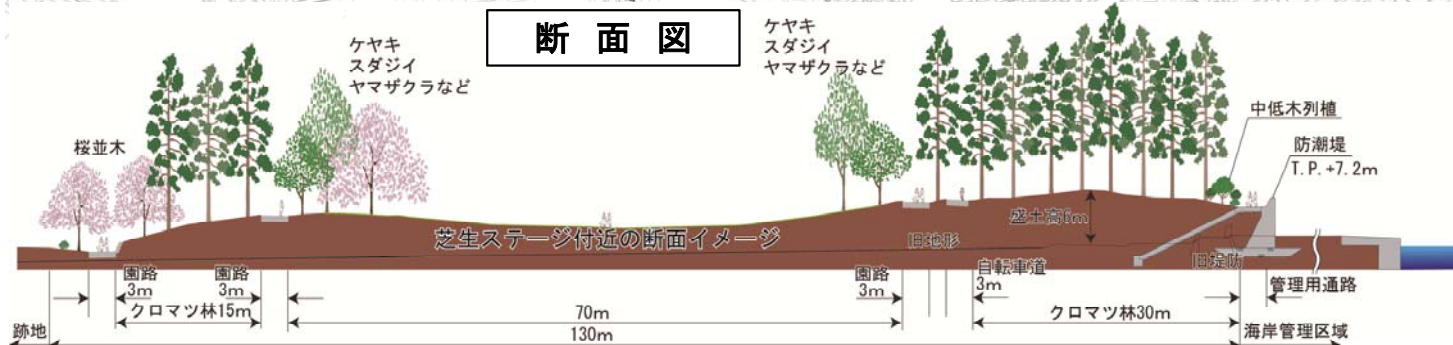 断面図
ケヤキ
スダジイ
ヤマザクラなど
ケヤキ
スダジイ
ヤマザクラなど
桜並木
中低木列植
防潮堤
T.P.+7.2m
盛土高6m
芝生ステージ付近の断面イメージ
旧地形
旧堤防
園路
3m
園路
3m
園路
3m
自転車道
3m
管理用通路
クロマツ林15m
70m
クロマツ林30m
跡地
130m
海岸管理区域